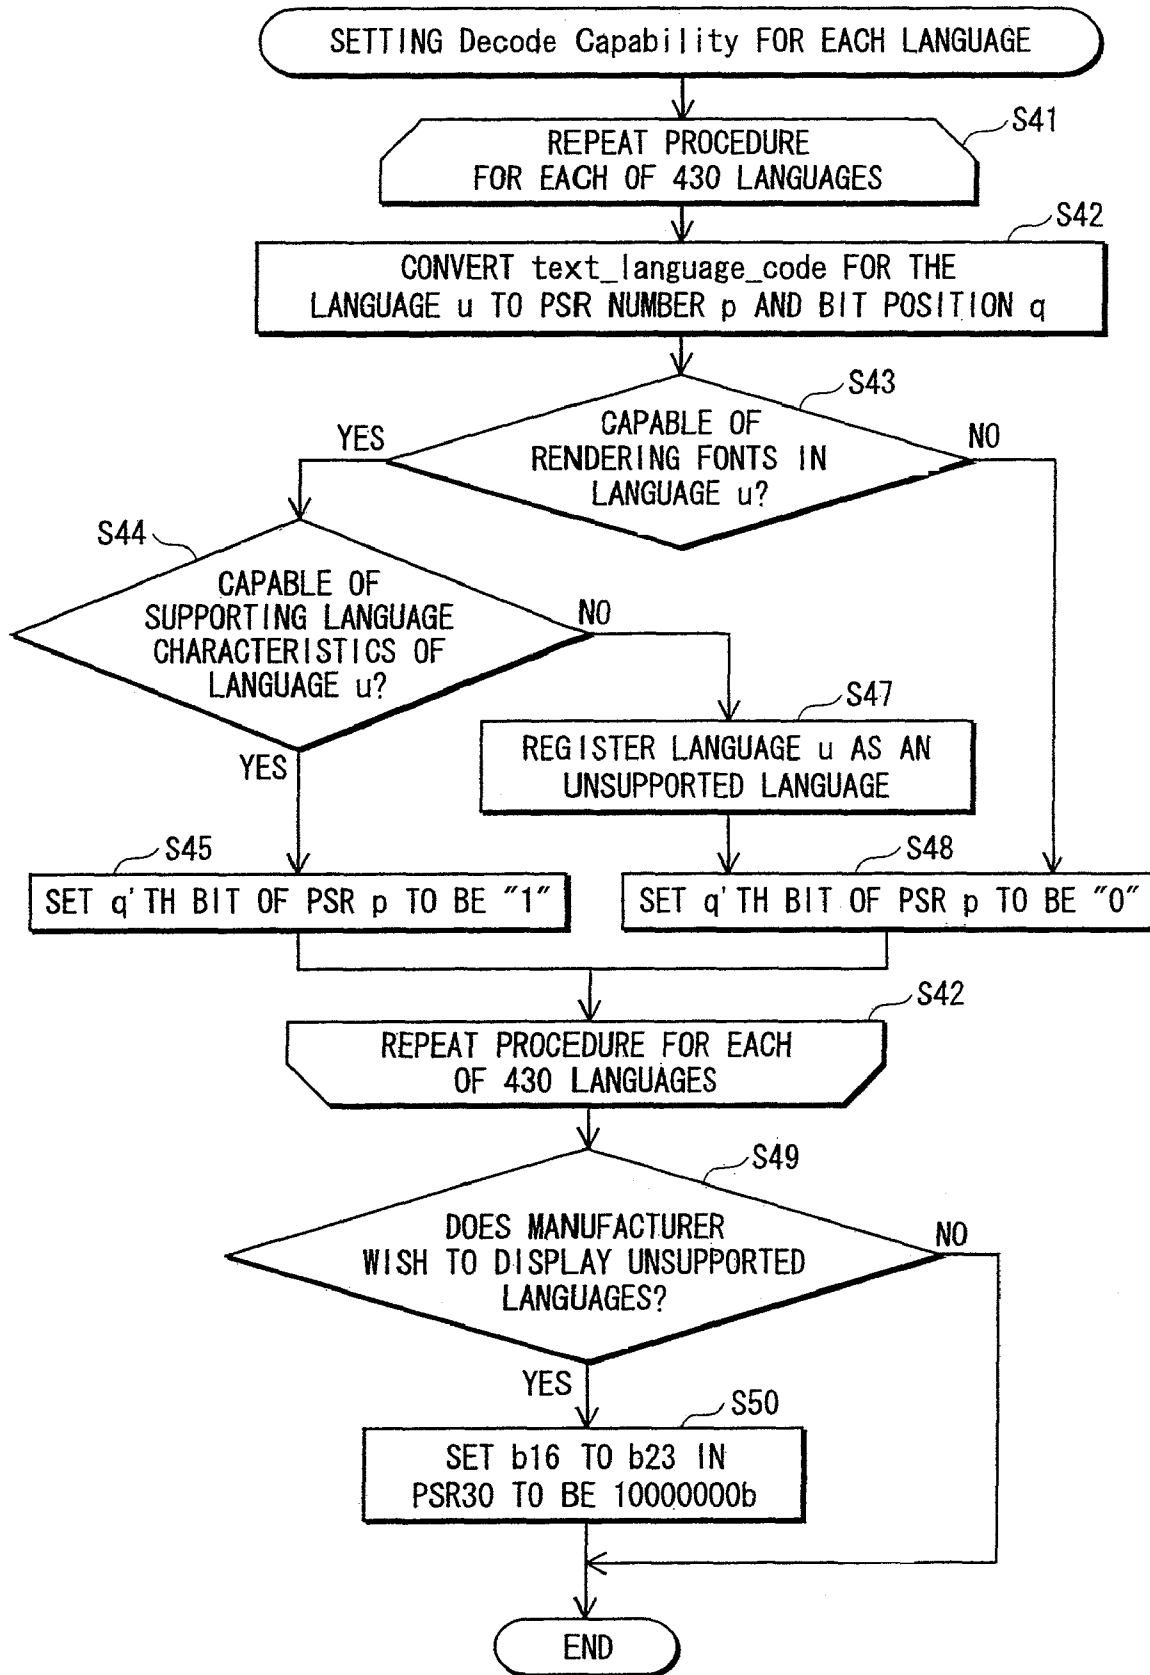 SETTING Decode Capability FOR EACH LANGUAGE
S41
REPEAT PROCEDURE
FOR EACH OF 430 LANGUAGES
S42
CONVERT text_language_code FOR THE
LANGUAGE u TO PSR NUMBER p AND BIT POSITION q
S43
CAPABLE OF
RENDERING FONTS IN
LANGUAGE u?
YES
NO
S44
CAPABLE OF
SUPPORTING LANGUAGE
CHARACTERISTICS OF
LANGUAGE u?
NO
YES
S47
REGISTER LANGUAGE u AS AN
UNSUPPORTED LANGUAGE
S45
SET q'TH BIT OF PSR p TO BE "1"
S48
SET q'TH BIT OF PSR p TO BE "0"
S42
REPEAT PROCEDURE FOR EACH
OF 430 LANGUAGES
S49
DOES MANUFACTURER
WISH TO DISPLAY UNSUPPORTED
LANGUAGES?
NO
YES
S50
SET b16 TO b23 IN
PSR30 TO BE 10000000b
END